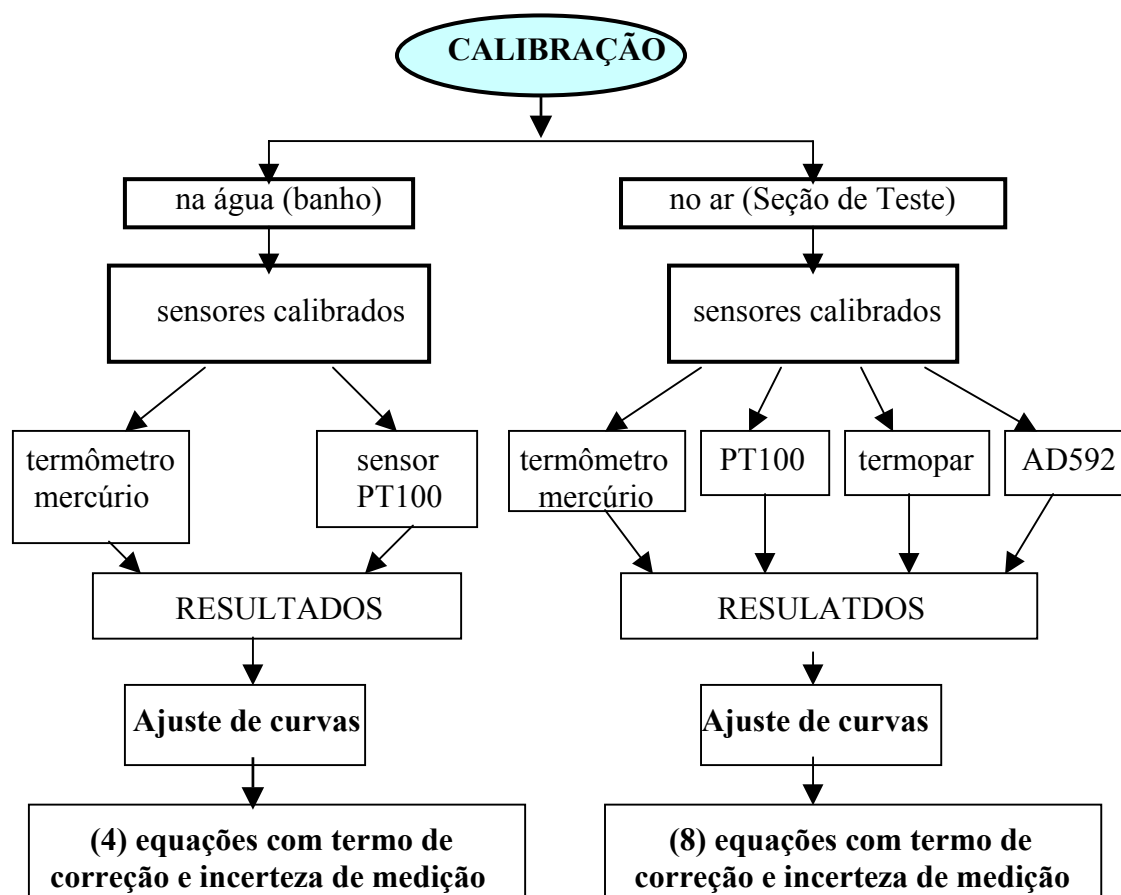 CALIBRAÇÃO
na água (banho)
no ar (Seção de Teste)
sensores calibrados
sensores calibrados
termômetro
mercúrio
sensor
PT100
termômetro
mercúrio
PT100
termopar
AD592
RESULTADOS
RESULATDOS
Ajuste de curvas
Ajuste de curvas
(4) equações com termo de
correção e incerteza de medição
(8) equações com termo de
correção e incerteza de medição